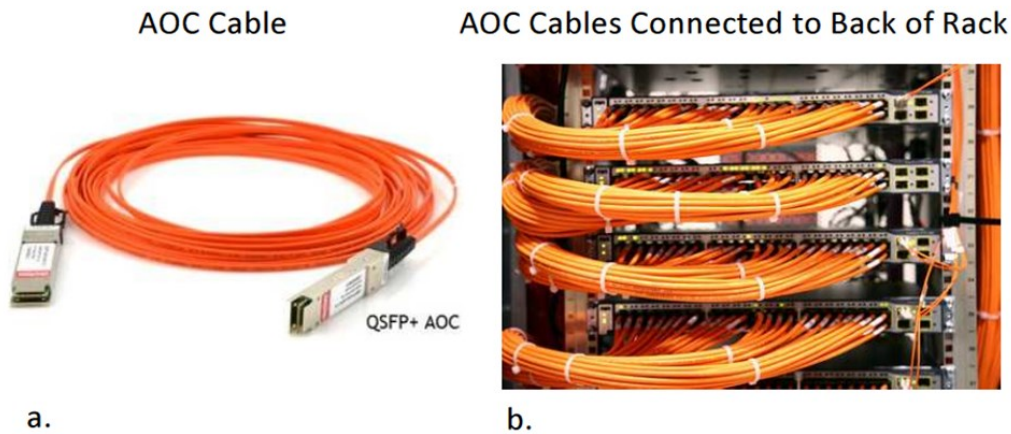 AOC Cable
AOC Cables Connected to Back of Rack
QSFP+ AOC
a.
b.